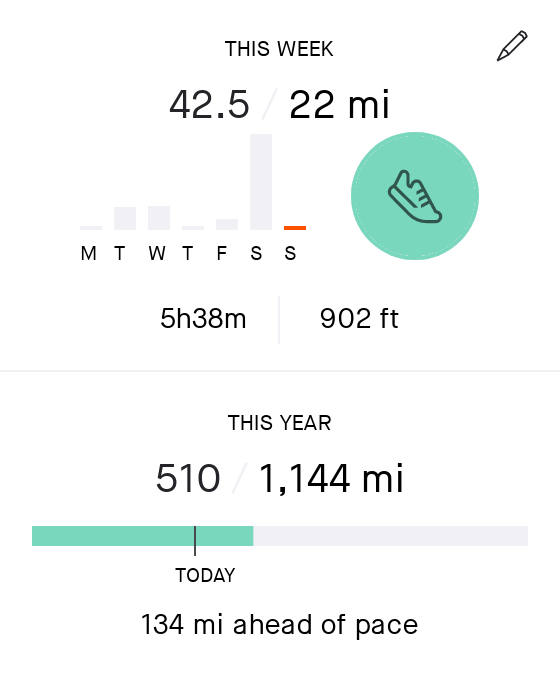 THIS WEEK
42.5 / 22 mi
M T W T F S S
5h38m 902 ft
THIS YEAR
510 / 1,144 mi
TODAY
134 mi ahead of pace